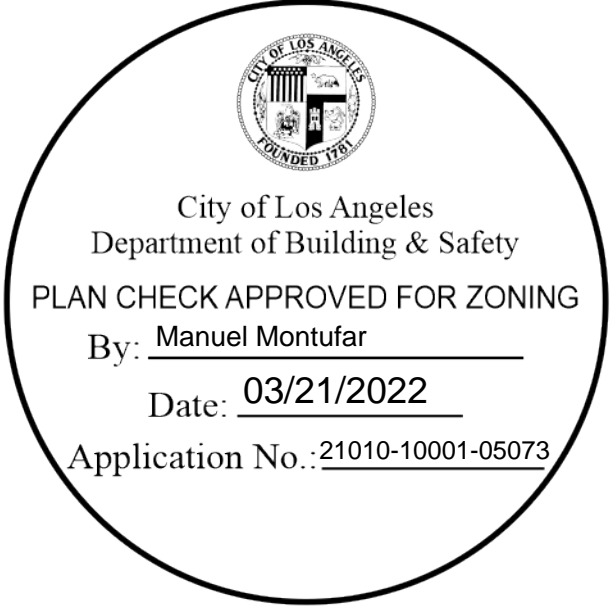 CITY OF LOS ANGELES
FOUNDED 1781
City of Los Angeles
Department of Building & Safety
PLAN CHECK APPROVED FOR ZONING
By: Manuel Montufar
Date: 03/21/2022
Application No.: 21010-10001-05073